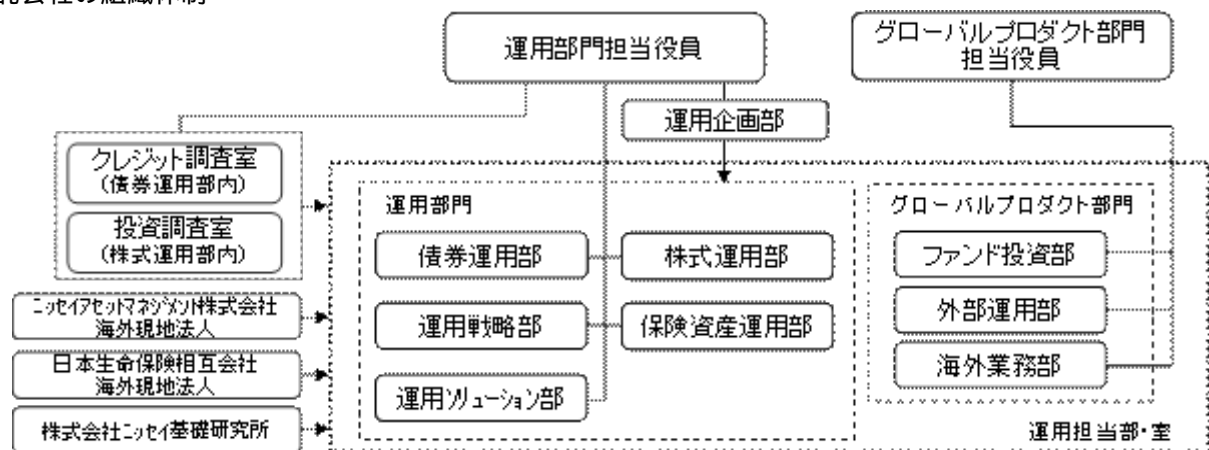 運用部門担当役員
グローバルプロダクト部門
担当役員
運用企画部
クレジット調査室
(債券運用部内)
投資調査室
(株式運用部内)
運用部門
債券運用部
株式運用部
運用戦略部
保険資産運用部
運用ソリューション部
グローバルプロダクト部門
ファンド投資部
外部運用部
海外業務部
ニッセイアセットマネジメント株式会社
海外現地法人
日本生命保険相互会社
海外現地法人
株式会社ニッセイ基礎研究所
運用担当部・室